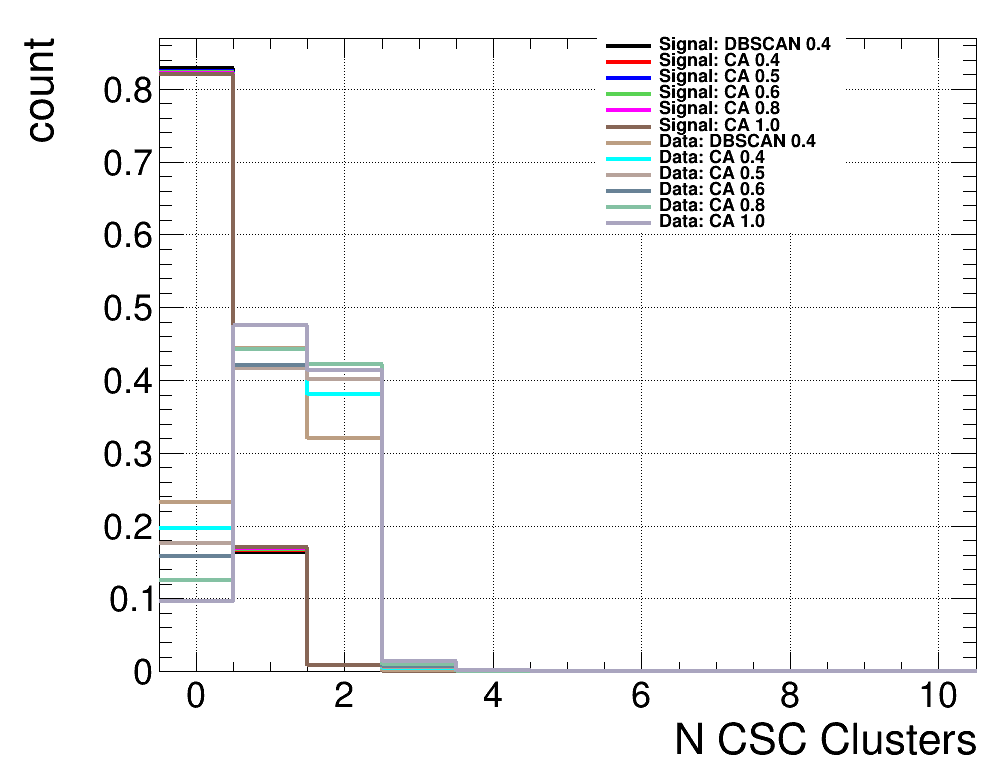 count
Signal: DBSCAN 0.4
Signal: CA 0.4
Signal: CA 0.5
Signal: CA 0.6
Signal: CA 0.8
Signal: CA 1.0
Data: DBSCAN 0.4
Data: CA 0.4
Data: CA 0.5
Data: CA 0.6
Data: CA 0.8
Data: CA 1.0
0.8
0.7
0.6
0.5
0.4
0.3
0.2
0.1
0
0 2 4 6 8 10
N CSC Clusters